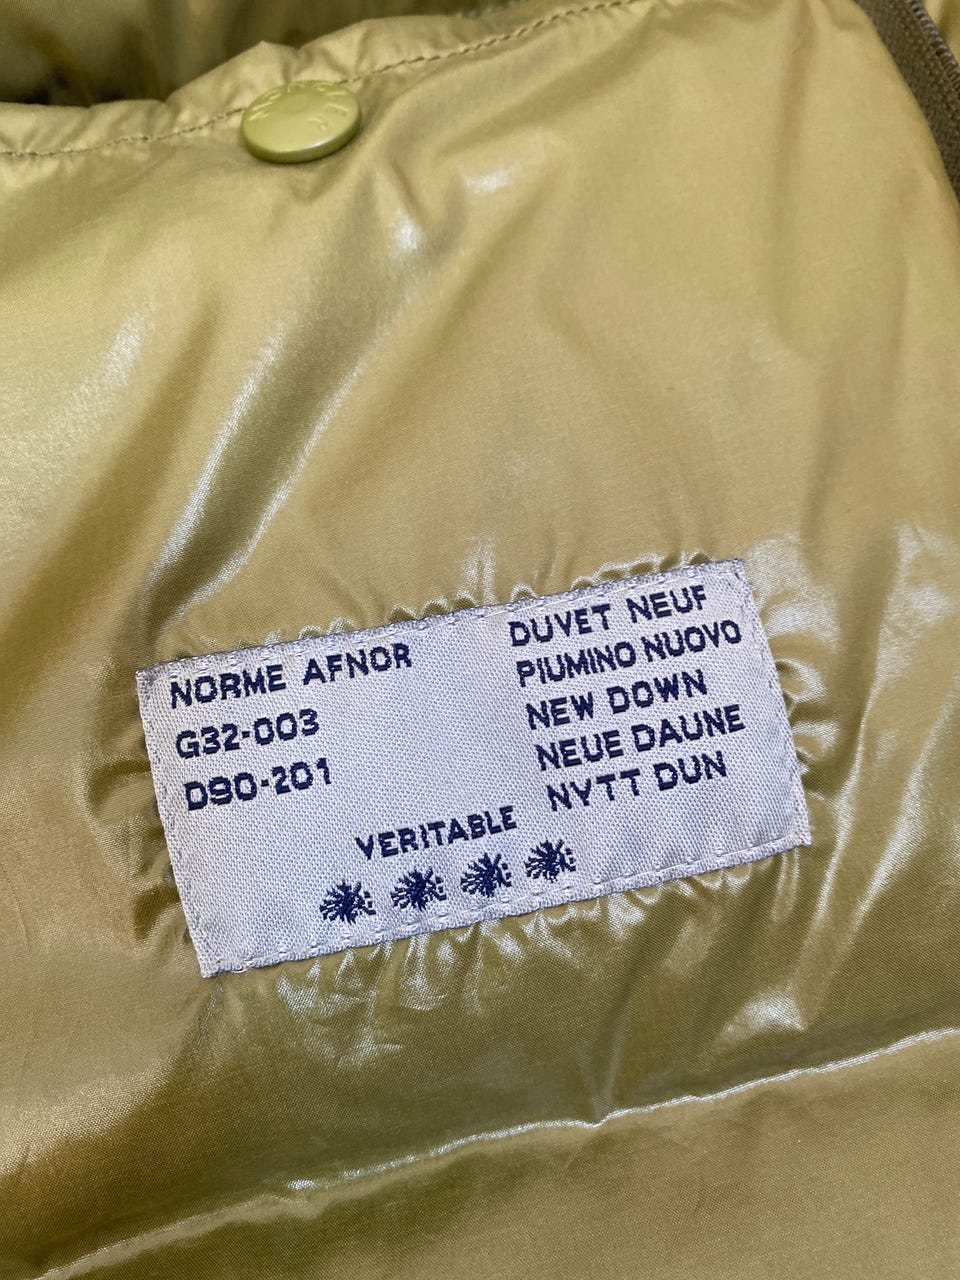 NORME AFNOR
G32-003
D90-201
DUVET NEUF
PIUMINO NUOVO
NEW DOWN
NEUE DAUNE
NYTT DUN
VERITABLE